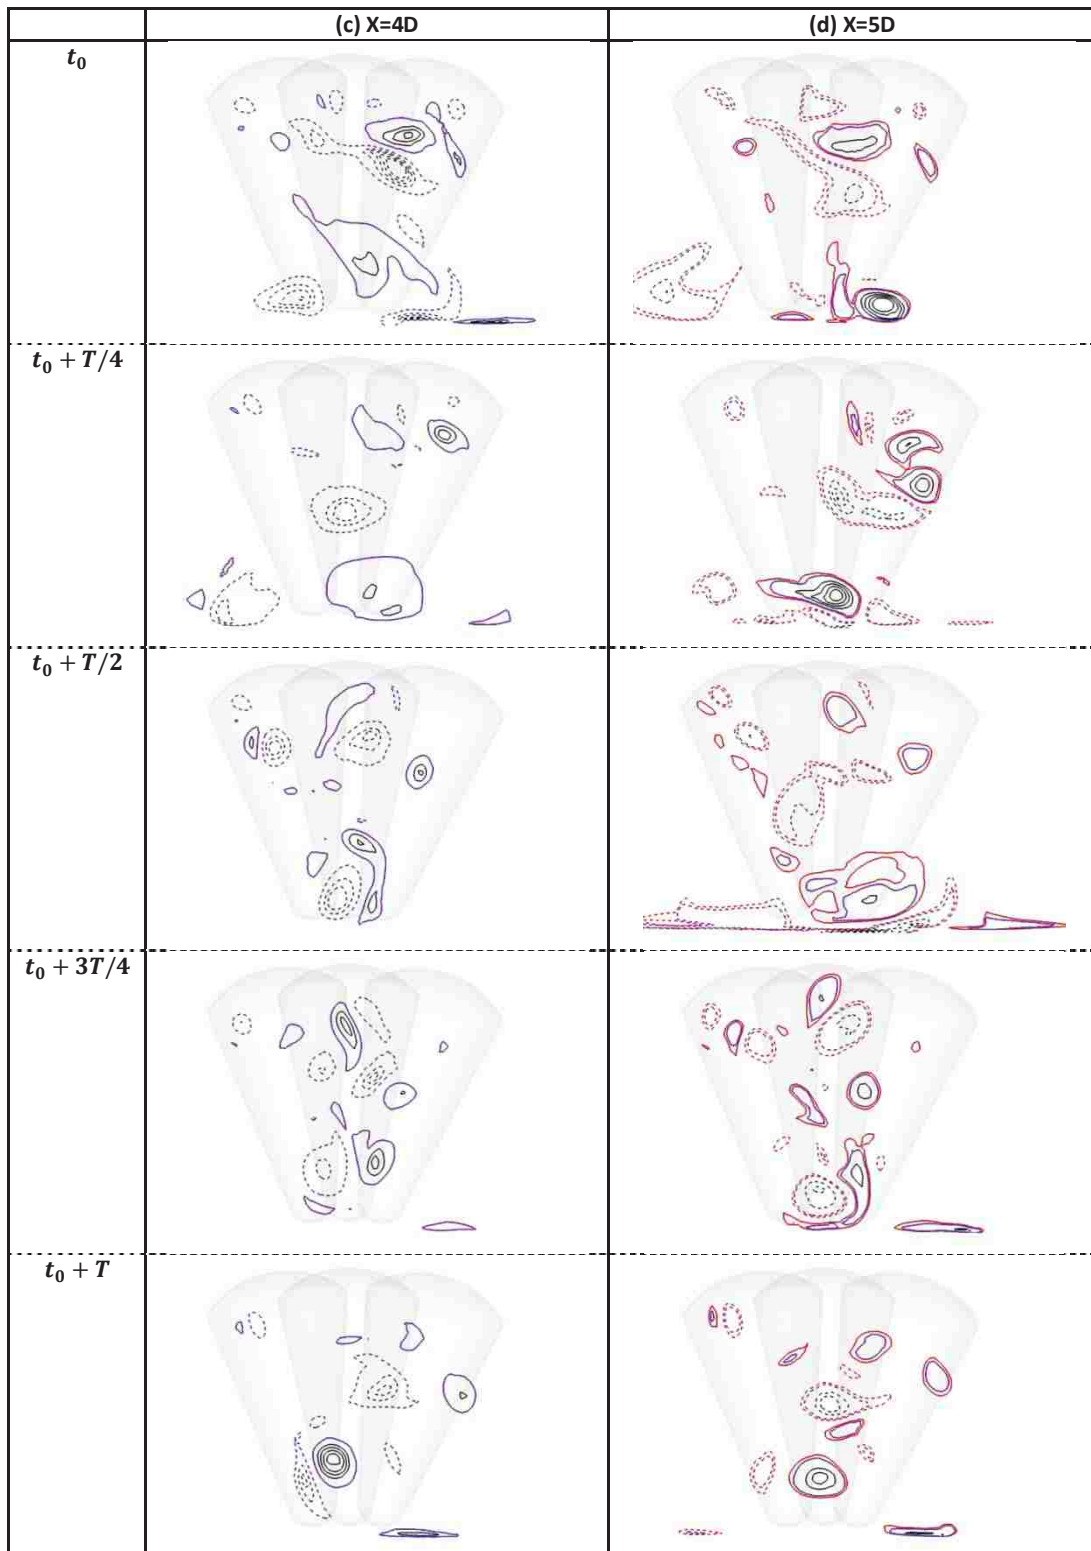 (c) X=4D
(d) X=5D
t₀
t₀ + T/4
t₀ + T/2
t₀ + 3T/4
t₀ + T